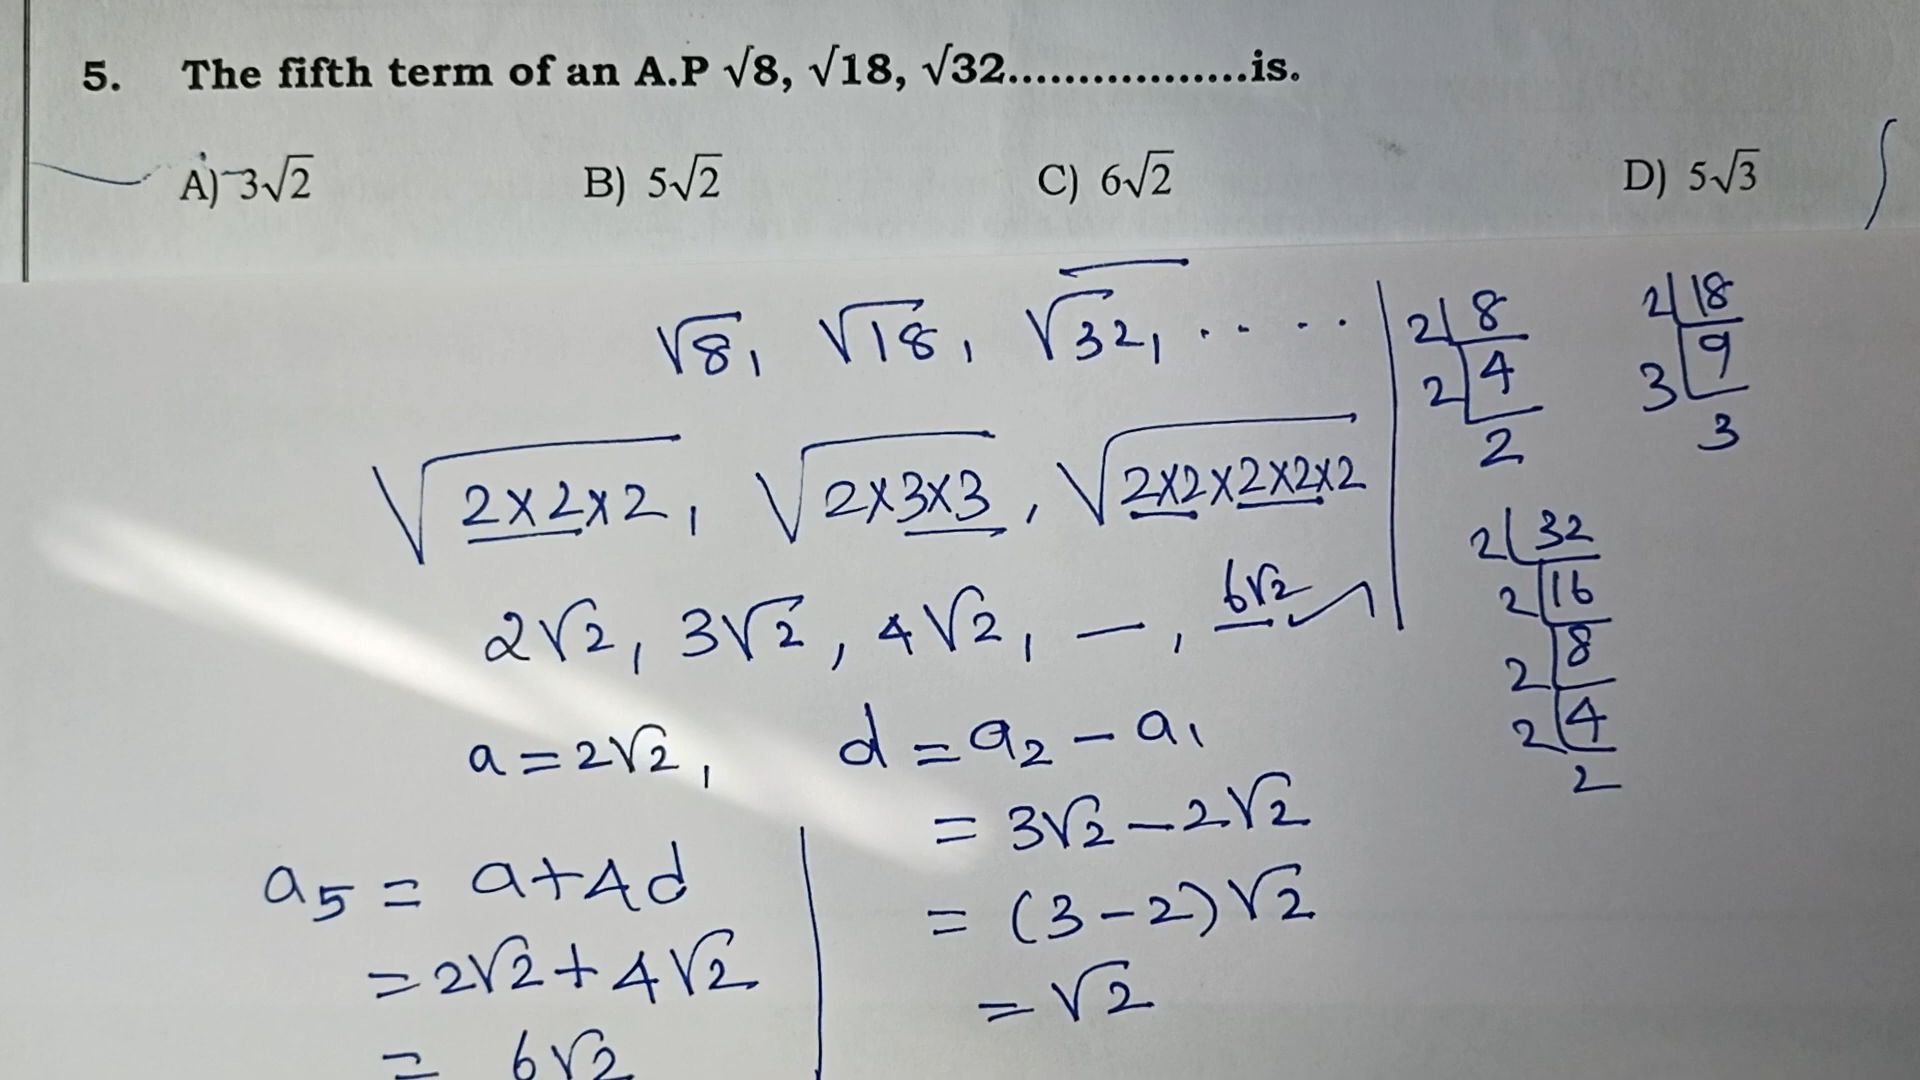 5. The fifth term of an A.P √8, √18, √32..................is.
A) 3√2 B) 5√2 C) 6√2 D) 5√3
√8, √18, √32, .....
√2×2×2, √2×3×3, √2×2×2×2×2
2√2, 3√2, 4√2, —, 6√2
a = 2√2, d = a₂ – a₁
= 3√2 – 2√2
= (3–2)√2
= √2
a₅ = a+4d
= 2√2 + 4√2
= 6√2
2 8
2 4
2
2 18
3 9
3
2 32
2 16
2 8
2 4
2